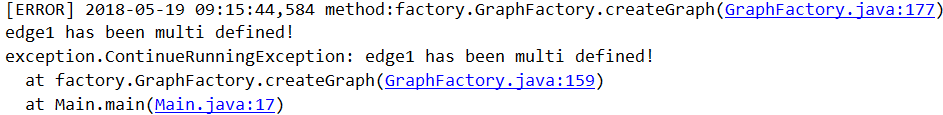 [ERROR] 2018-05-19 09:15:44,584 method:factory.GraphFactory.createGraph(GraphFactory.java:177)
edge1 has been multi defined!
exception.ContinueRunningException: edge1 has been multi defined!
at factory.GraphFactory.createGraph(GraphFactory.java:159)
at Main.main(Main.java:17)